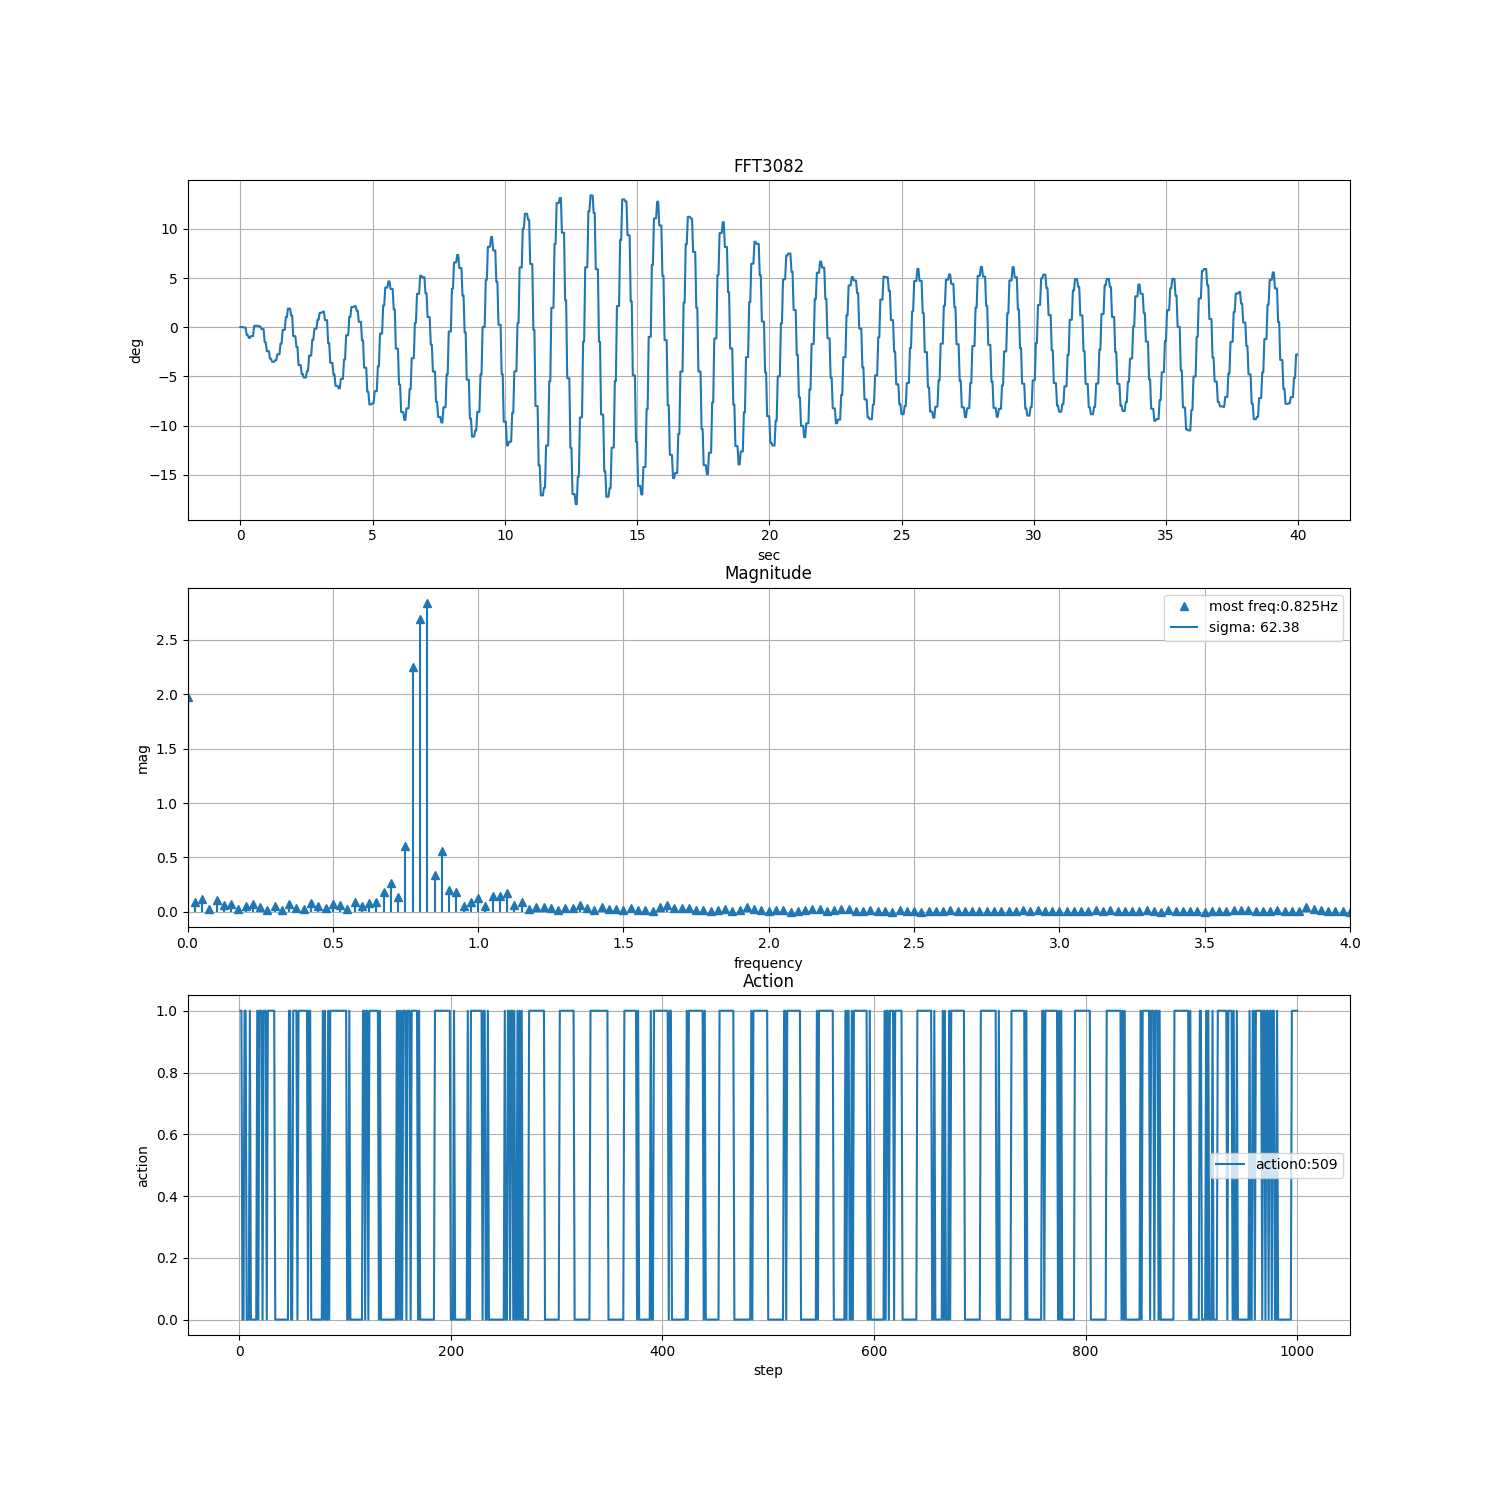 FFT3082
10
5
0
−5
−10
−15
deg
0 5 10 15 20 25 30 35 40
sec
Magnitude
most freq:0.825Hz
sigma: 62.38
2.5
2.0
1.5
1.0
0.5
0.0
mag
0.0 0.5 1.0 1.5 2.0 2.5 3.0 3.5 4.0
frequency
Action
1.0
0.8
0.6
0.4
0.2
0.0
action
action0:509
0 200 400 600 800 1000
step